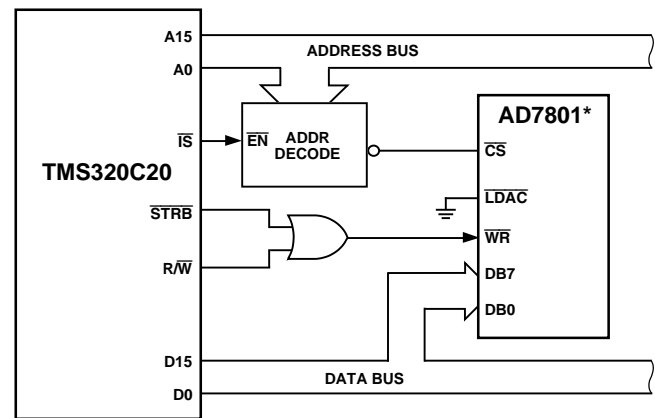 A15
ADDRESS BUS
A0
AD7801*
IS
EN
ADDR
DECODE
CS
TMS320C20
LDAC
STRB
WR
R/W
DB7
DB0
D15
DATA BUS
D0